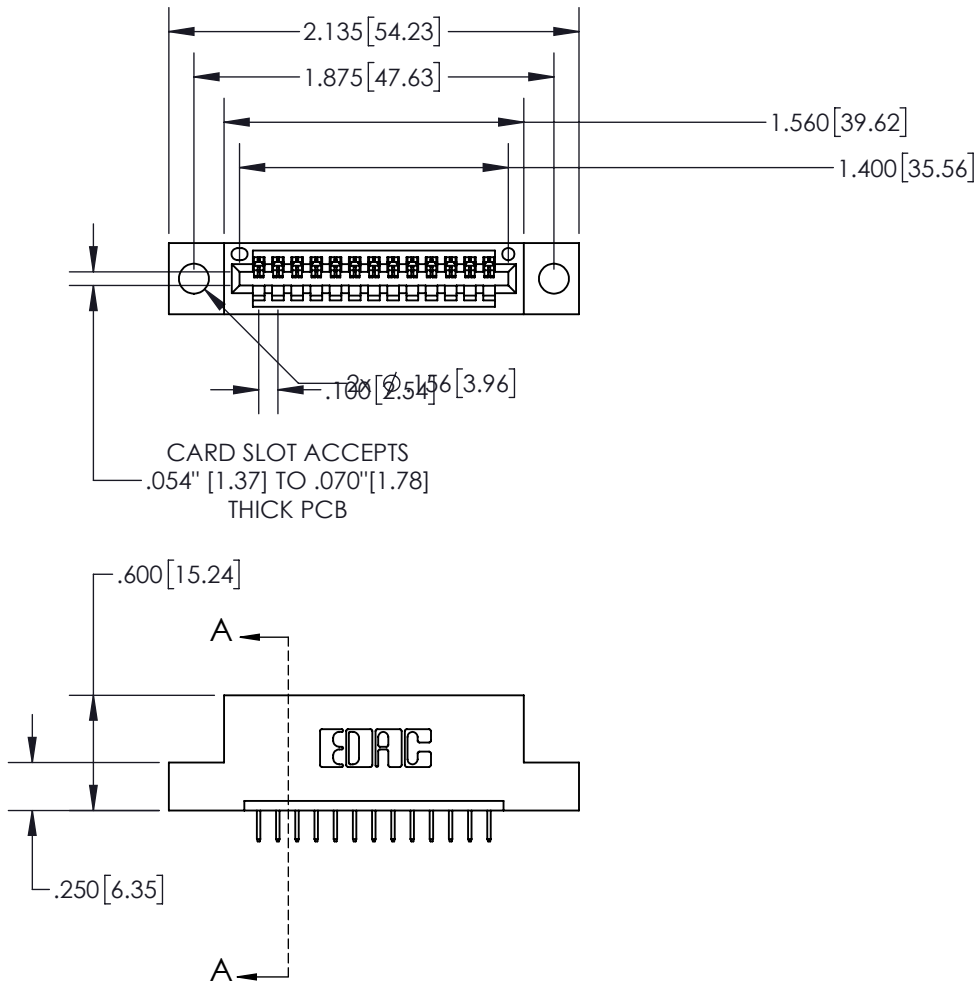 2.135[54.23]
1.875[47.63]
1.560[39.62]
1.400[35.56]
2x ∅ .156 [3.96]
.100[2.54]
CARD SLOT ACCEPTS
.054" [1.37] TO .070"[1.78]
THICK PCB
.600[15.24]
A
EDAC
.250[6.35]
A